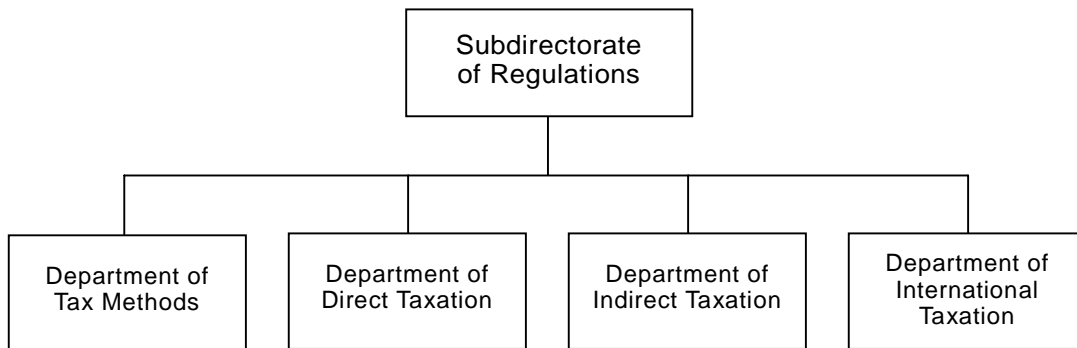 Subdirectorate
of Regulations
Department of
Tax Methods
Department of
Direct Taxation
Department of
Indirect Taxation
Department of
International
Taxation